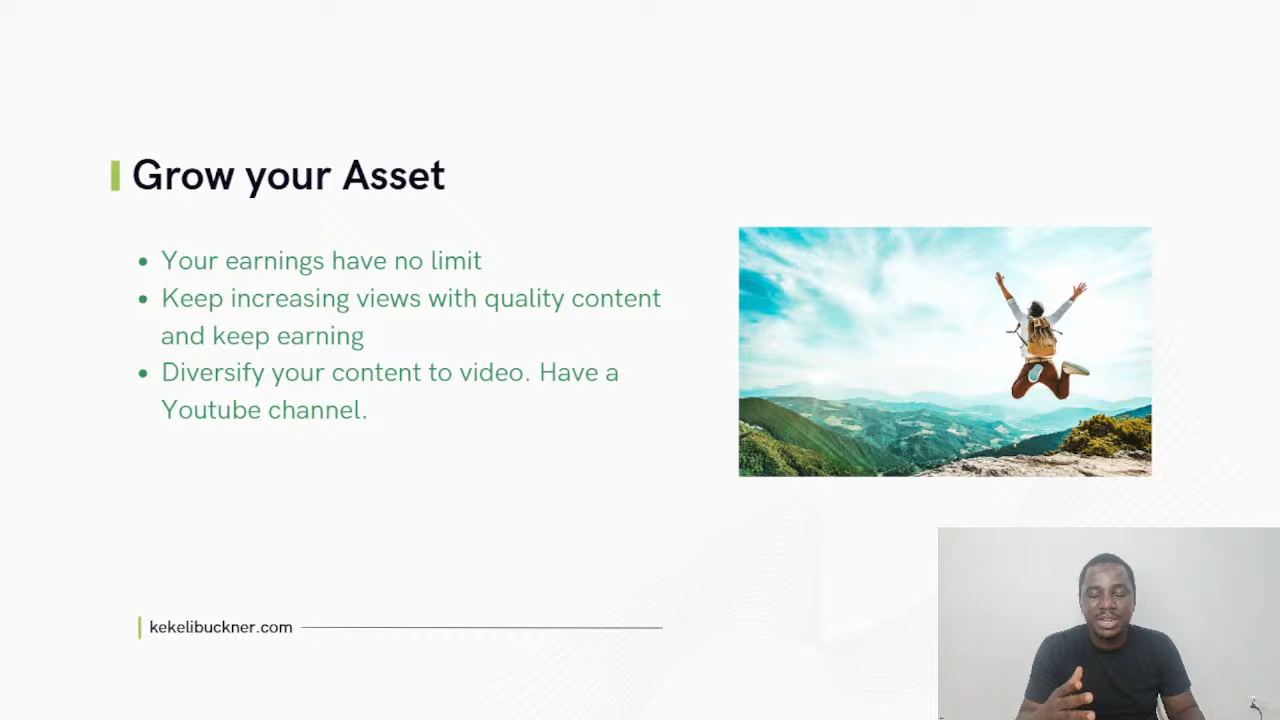 Grow your Asset
• Your earnings have no limit
• Keep increasing views with quality content
and keep earning
• Diversify your content to video. Have a
Youtube channel.
kekelibuckner.com